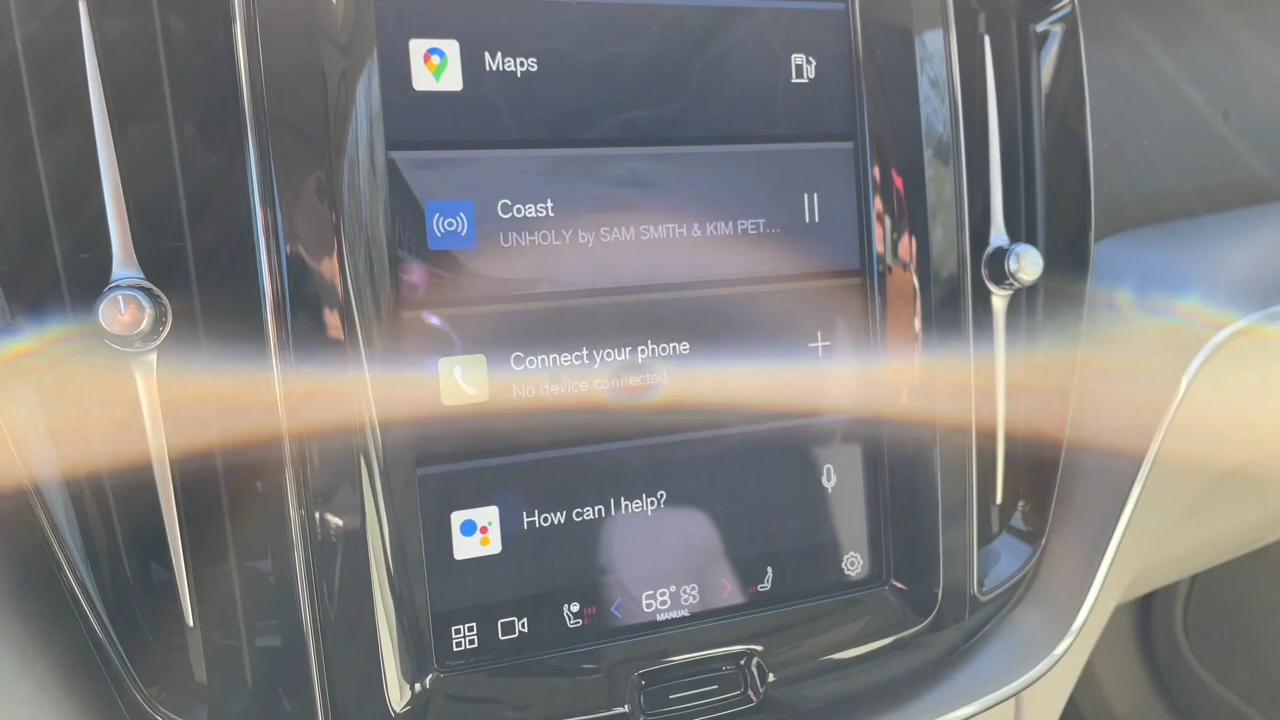 Maps
Coast
UNHOLY by SAM SMITH & KIM PET...
Connect your phone
No device connected
How can I help?
68°
MANUAL